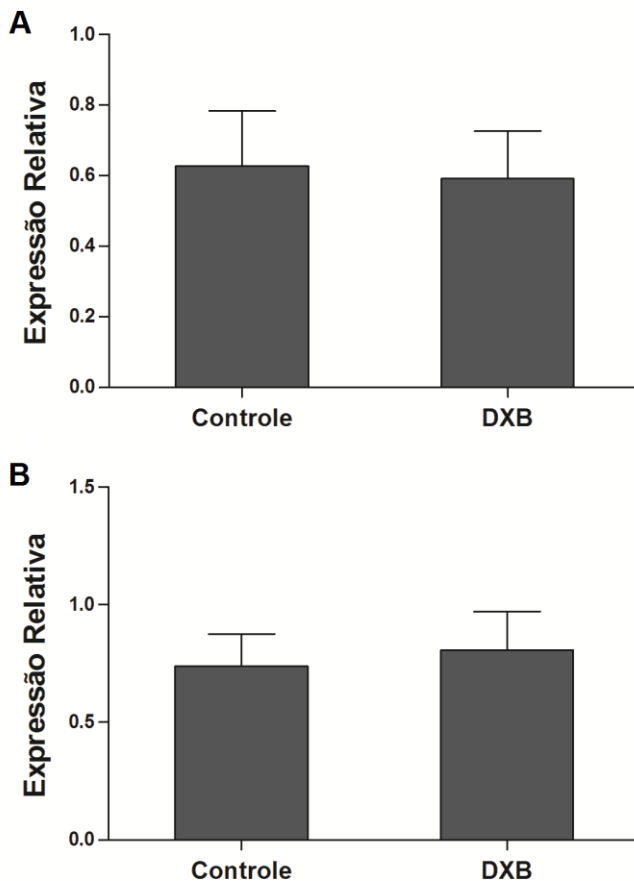 A
Expressão Relativa
1.0
0.8
0.6
0.4
0.2
0.0
Controle DXB
B
Expressão Relativa
1.5
1.0
0.5
0.0
Controle DXB